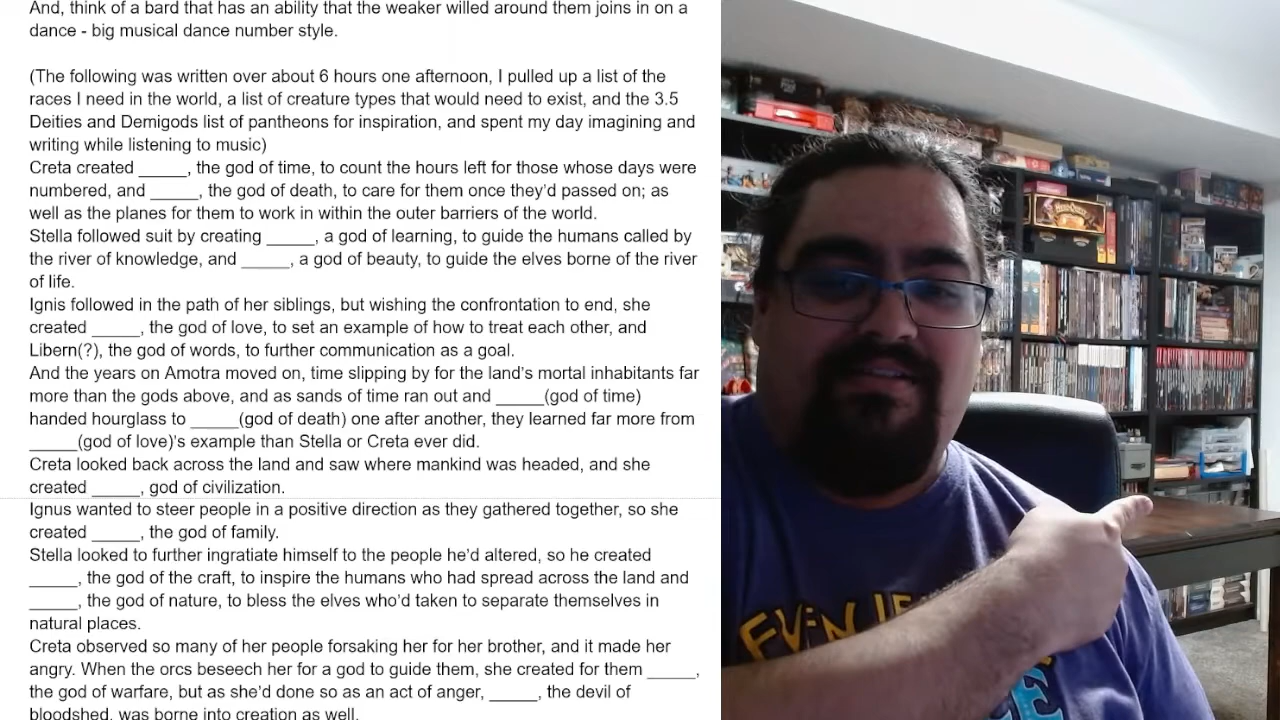 And, think of a bard that has an ability that the weaker willed around them joins in on a
dance - big musical dance number style.
(The following was written over about 6 hours one afternoon, I pulled up a list of the
races I need in the world, a list of creature types that would need to exist, and the 3.5
Deities and Demigods list of pantheons for inspiration, and spent my day imagining and
writing while listening to music)
Creta created _____, the god of time, to count the hours left for those whose days were
numbered, and _____, the god of death, to care for them once they'd passed on; as
well as the planes for them to work in within the outer barriers of the world.
Stella followed suit by creating _____, a god of learning, to guide the humans called by
the river of knowledge, and _____, a god of beauty, to guide the elves borne of the river
of life.
Ignis followed in the path of her siblings, but wishing the confrontation to end, she
created _____, the god of love, to set an example of how to treat each other, and
Libern(?), the god of words, to further communication as a goal.
And the years on Amotra moved on, time slipping by for the land's mortal inhabitants far
more than the gods above, and as sands of time ran out and _____(god of time)
handed hourglass to _____(god of death) one after another, they learned far more from
_____(god of love)'s example than Stella or Creta ever did.
Creta looked back across the land and saw where mankind was headed, and she
created _____, god of civilization.
Ignus wanted to steer people in a positive direction as they gathered together, so she
created _____, the god of family.
Stella looked to further ingratiate himself to the people he'd altered, so he created
_____, the god of the craft, to inspire the humans who had spread across the land and
_____, the god of nature, to bless the elves who'd taken to separate themselves in
natural places.
Creta observed so many of her people forsaking her for her brother, and it made her
angry. When the orcs beseech her for a god to guide them, she created for them _____,
the god of warfare, but as she'd done so as an act of anger, _____, the devil of
bloodshed, was borne into creation as well.
HeroQuest
EVEN